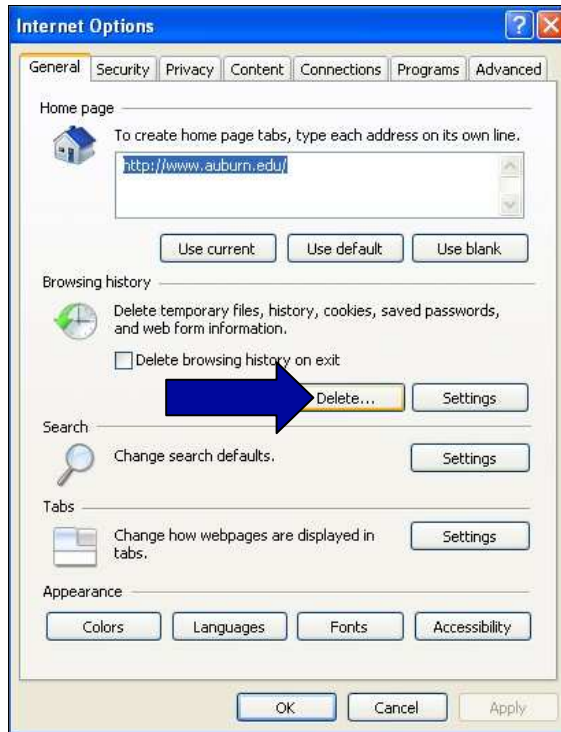 Internet Options
General Security Privacy Content Connections Programs Advanced
Home page
To create home page tabs, type each address on its own line.
http://www.auburn.edu/
Use current Use default Use blank
Browsing history
Delete temporary files, history, cookies, saved passwords,
and web form information.
Delete browsing history on exit
Delete... Settings
Search
Change search defaults. Settings
Tabs
Change how webpages are displayed in Settings
tabs.
Appearance
Colors Languages Fonts Accessibility
OK Cancel Apply